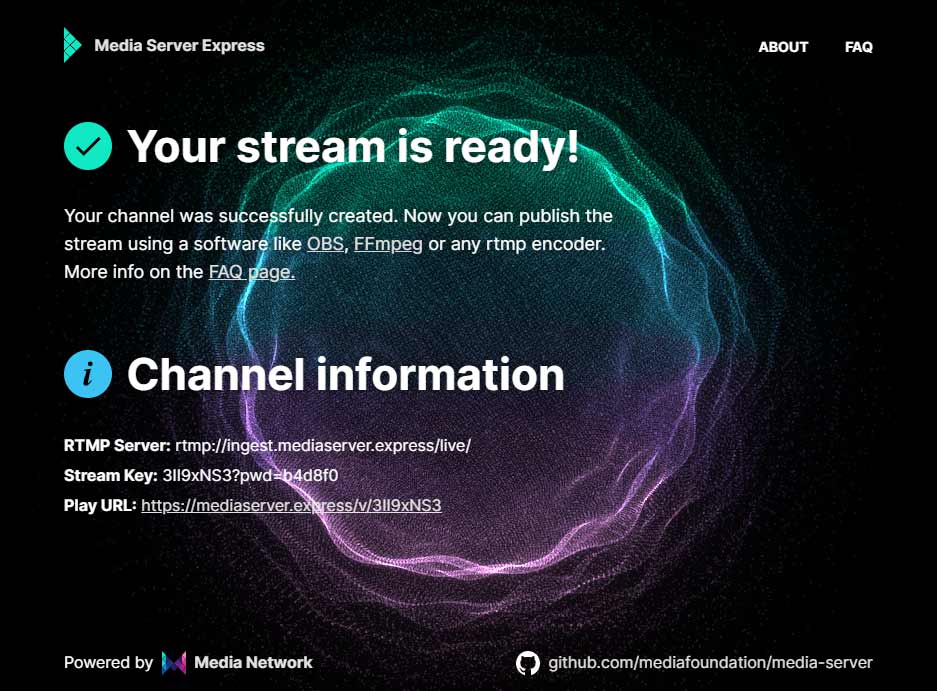 Media Server Express
ABOUT
FAQ
Your stream is ready!
Your channel was successfully created. Now you can publish the
stream using a software like OBS, FFmpeg or any rtmp encoder.
More info on the FAQ page.
i
Channel information
RTMP Server: rtmp://ingest.mediaserver.express/live/
Stream Key: 3II9xNS3?pwd=b4d8f0
Play URL: https://mediaserver.express/v/3II9xNS3
Powered by Media Network
github.com/mediafoundation/media-server